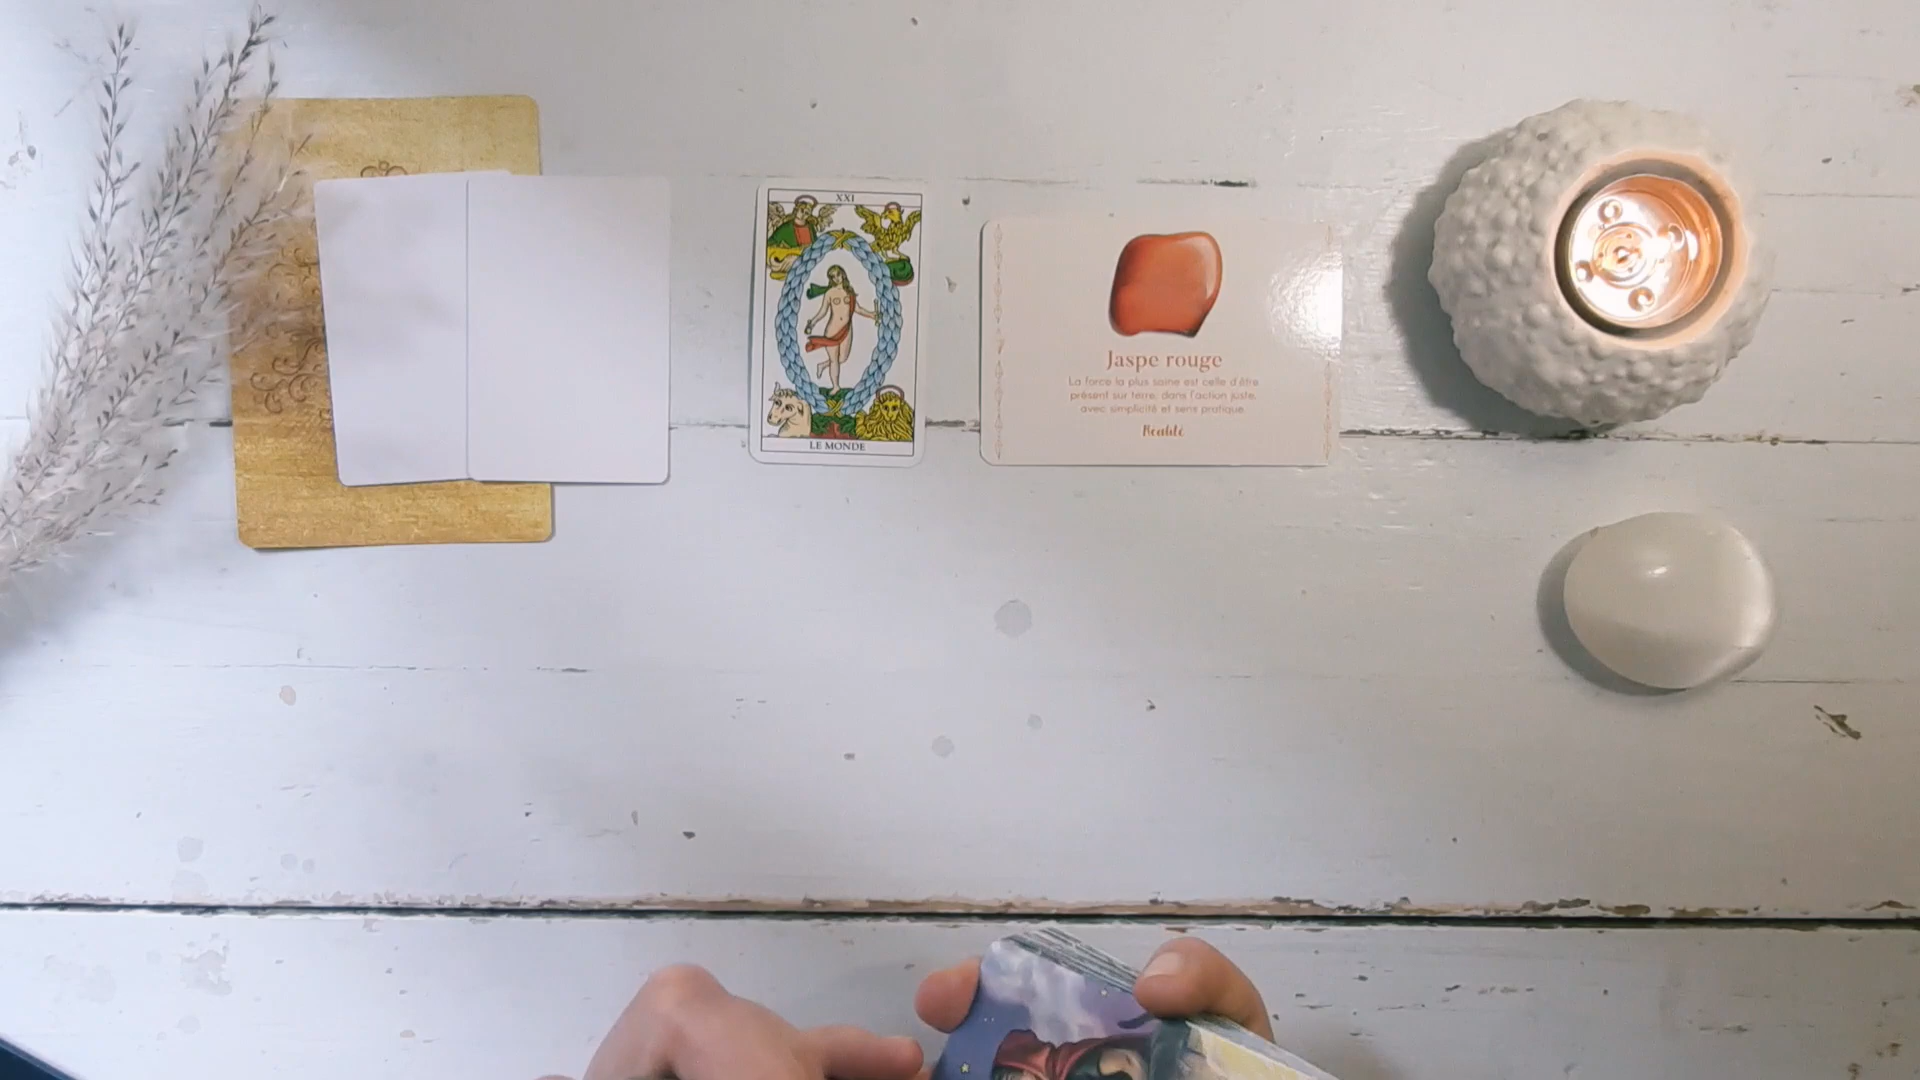 XXI
LE MONDE
Jaspe rouge
La force la plus saine est celle d'être
présent sur terre, dans l'action juste,
avec simplicité et sens pratique.
Réalité